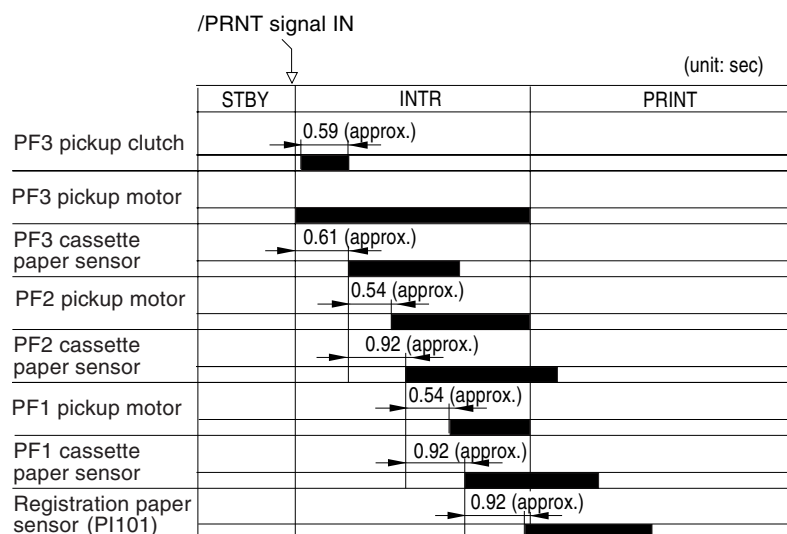 /PRNT signal IN
(unit: sec)
STBY INTR PRINT
0.59 (approx.)
PF3 pickup clutch
PF3 pickup motor
PF3 cassette
paper sensor
0.61 (approx.)
PF2 pickup motor
0.54 (approx.)
PF2 cassette
paper sensor
0.92 (approx.)
PF1 pickup motor
0.54 (approx.)
PF1 cassette
paper sensor
0.92 (approx.)
Registration paper
sensor (PI101)
0.92 (approx.)